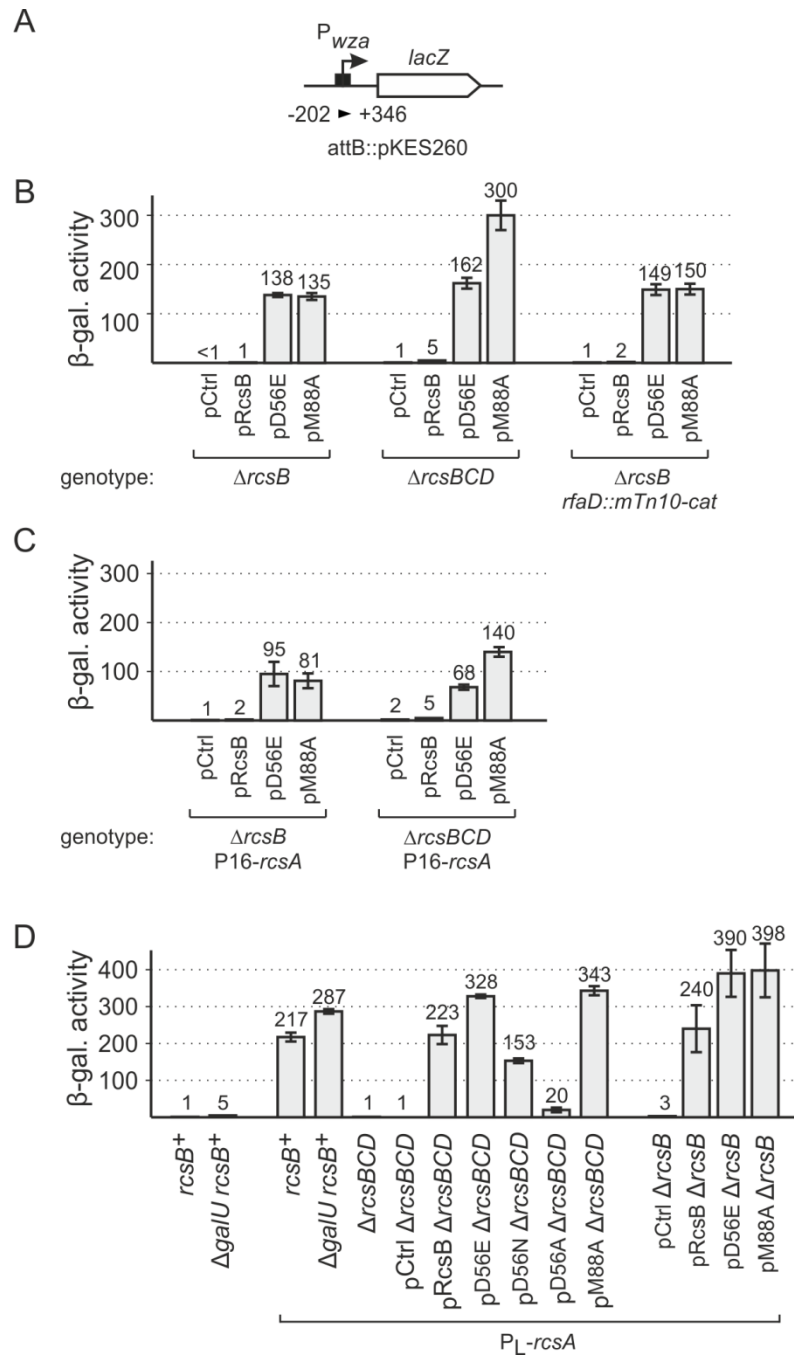 A
Pwza
lacZ
-202 ► +346
attB::pKES260
B
β-gal. activity
300
200
100
<1
1
138
135
1
5
162
300
1
2
149
150
pCtrl
pRcsB
pD56E
pM88A
pCtrl
pRcsB
pD56E
pM88A
pCtrl
pRcsB
pD56E
pM88A
genotype:
ΔrcsB
ΔrcsBCD
ΔrcsB
rfaD::mTn10-cat
C
β-gal. activity
300
200
100
1
2
95
81
2
5
68
140
pCtrl
pRcsB
pD56E
pM88A
pCtrl
pRcsB
pD56E
pM88A
genotype:
ΔrcsB
P16-rcsA
ΔrcsBCD
P16-rcsA
D
β-gal. activity
400
300
200
100
1
5
217
287
1
1
223
328
153
20
343
3
240
390
398
rcsB+
ΔgalU rcsB+
rcsB+
ΔgalU rcsB+
ΔrcsBCD
pCtrl ΔrcsBCD
pRcsB ΔrcsBCD
pD56E ΔrcsBCD
pD56N ΔrcsBCD
pD56A ΔrcsBCD
pM88A ΔrcsBCD
pCtrl ΔrcsB
pRcsB ΔrcsB
pD56E ΔrcsB
pM88A ΔrcsB
PL-rcsA